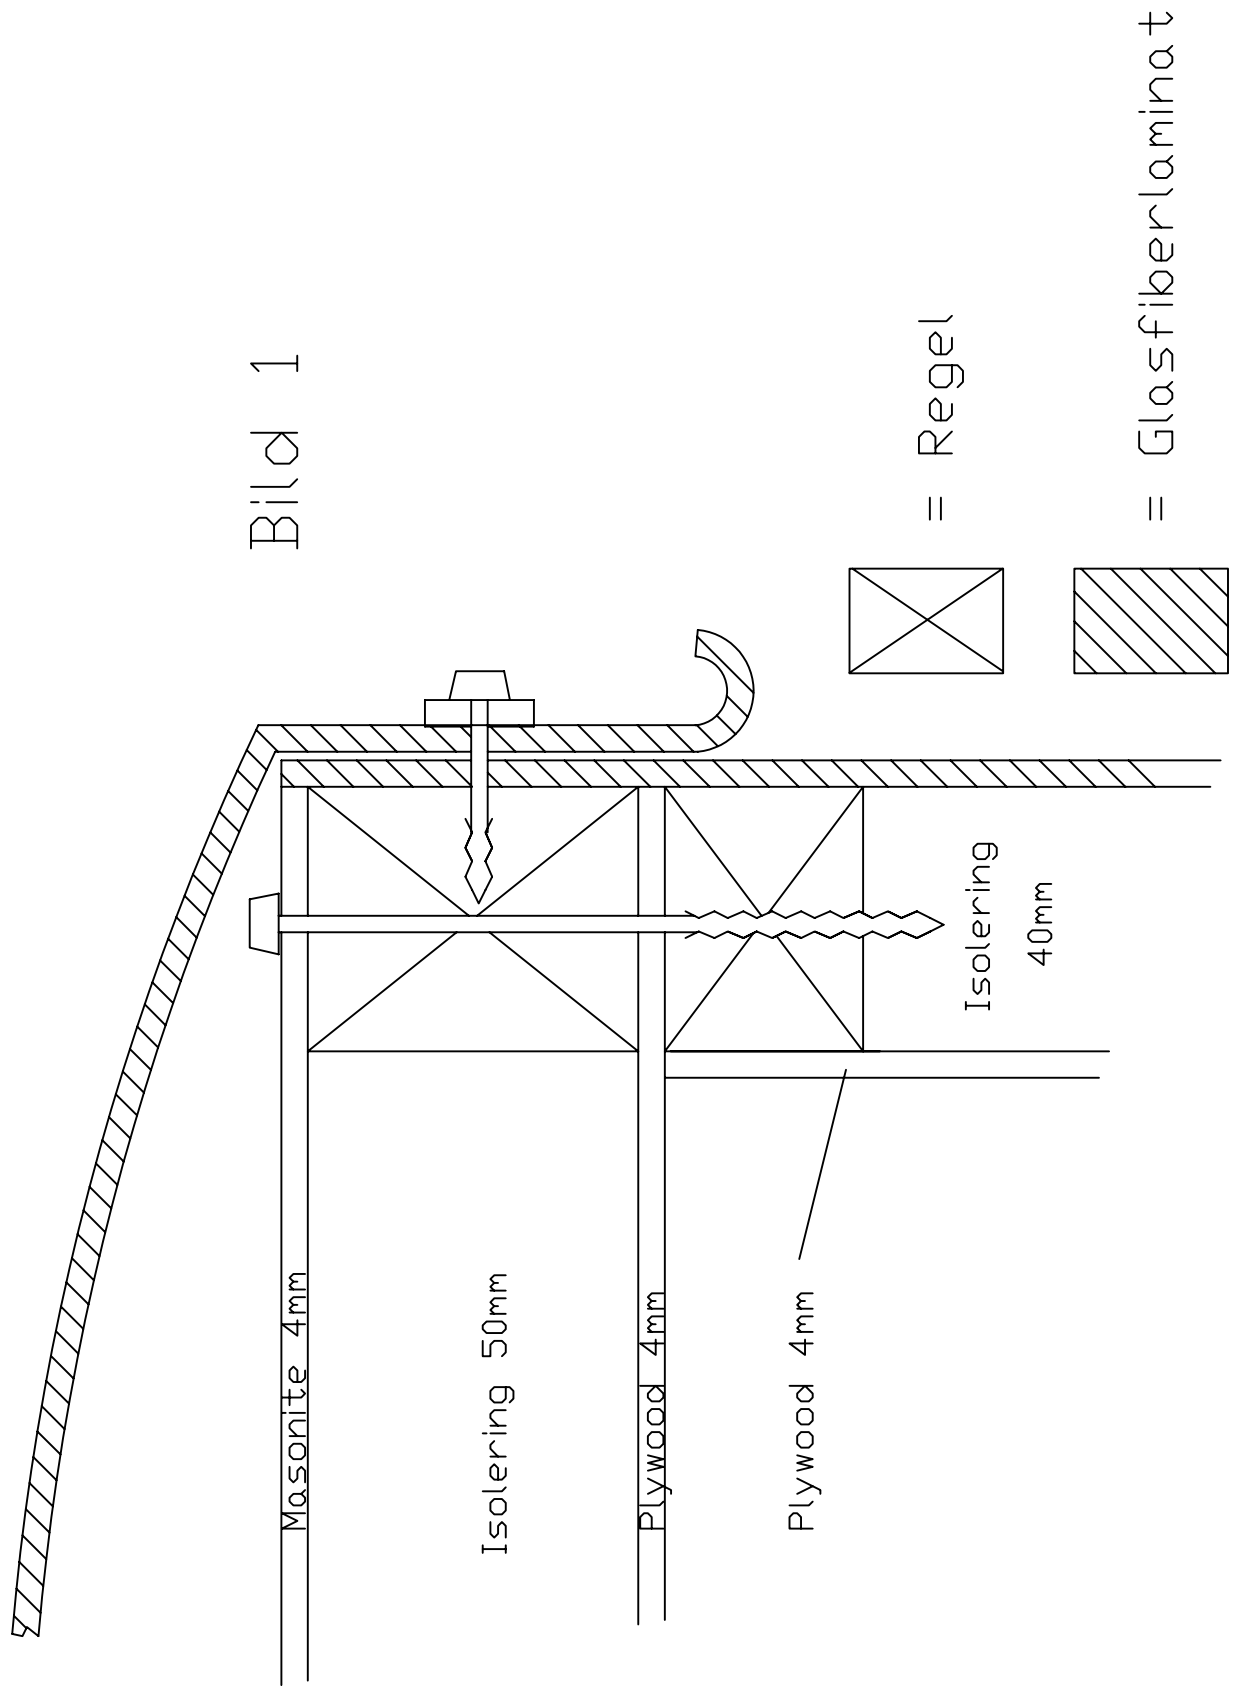 Bild 1
Masonite 4mm
Isolering 50mm
Plywood 4mm
Plywood 4mm
Isolering
40mm
= Regel
= Glasfiberlaminat